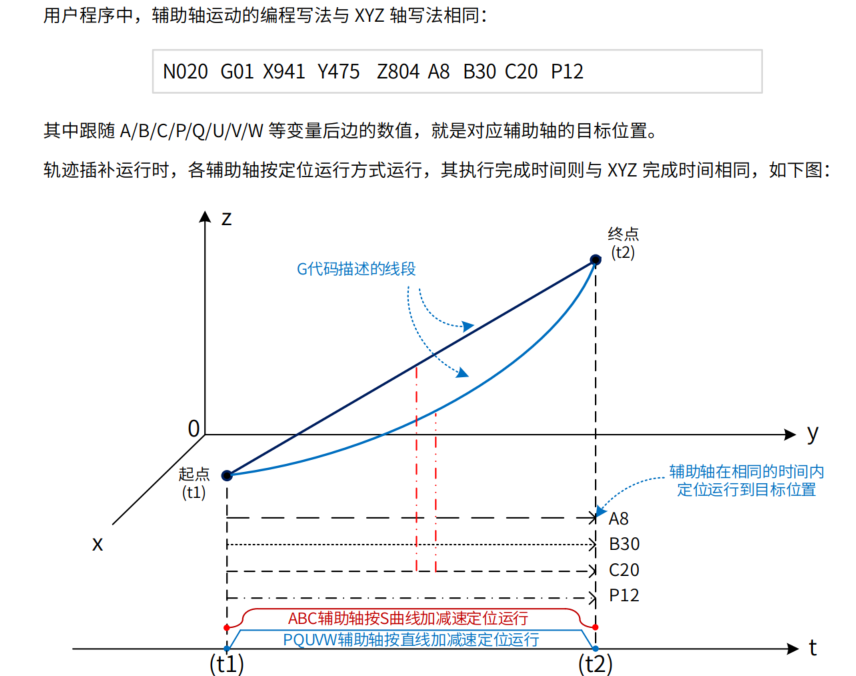 用户程序中，辅助轴运动的编程写法与 XYZ 轴写法相同：
N020 G01 X941 Y475 Z804 A8 B30 C20 P12
其中跟随 A/B/C/P/Q/U/V/W 等变量后边的数值，就是对应辅助轴的目标位置。
轨迹插补运行时，各辅助轴按定位运行方式运行，其执行完成时间则与 XYZ 完成时间相同，如下图：
z
终点
(t2)
G代码描述的线段
0
y
起点
(t1)
辅助轴在相同的时间内
定位运行到目标位置
x
A8
B30
C20
P12
ABC辅助轴按S曲线加减速定位运行
PQUVW辅助轴按直线加减速定位运行
t
(t1)
(t2)